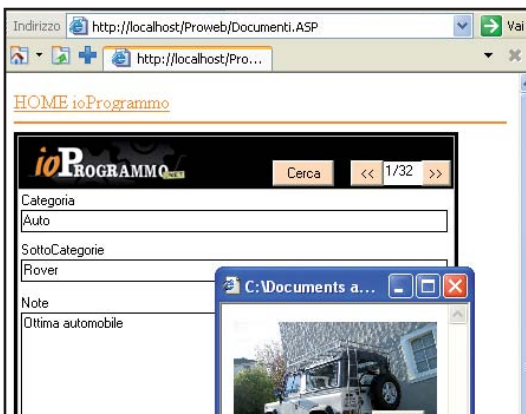 Indirizzo http://localhost/Proweb/Documenti.ASP Vai
http://localhost/Pro...
HOME ioProgrammo
ioPROGRAMMO
Cerca << 1/32 >>
Categoria
Auto
SottoCategorie
Rover
Note
Ottima automobile
C:\Documents a...